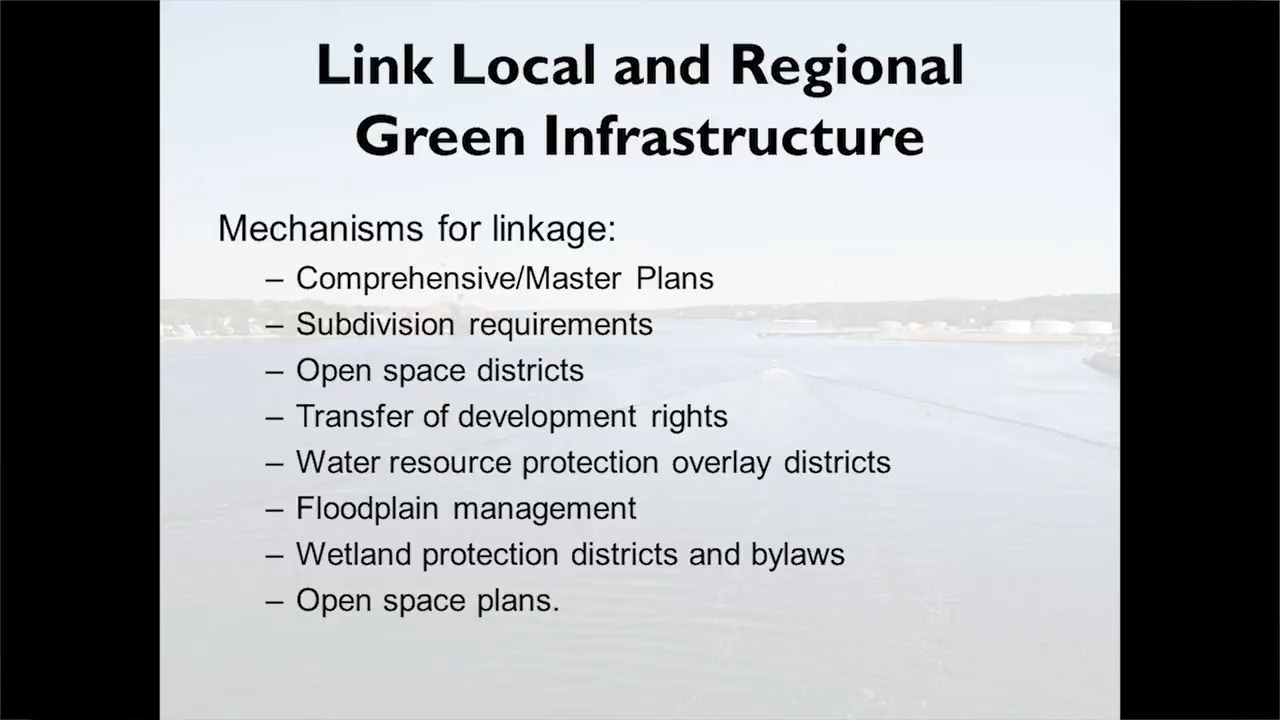 Link Local and Regional
Green Infrastructure
Mechanisms for linkage:
– Comprehensive/Master Plans
– Subdivision requirements
– Open space districts
– Transfer of development rights
– Water resource protection overlay districts
– Floodplain management
– Wetland protection districts and bylaws
– Open space plans.